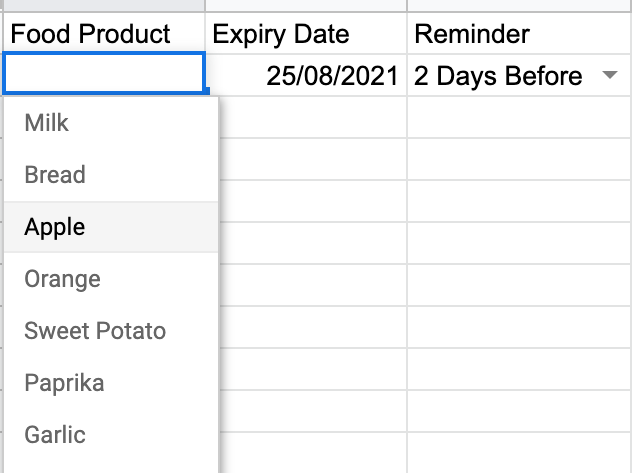 Food Product Expiry Date Reminder
25/08/2021 2 Days Before
Milk
Bread
Apple
Orange
Sweet Potato
Paprika
Garlic